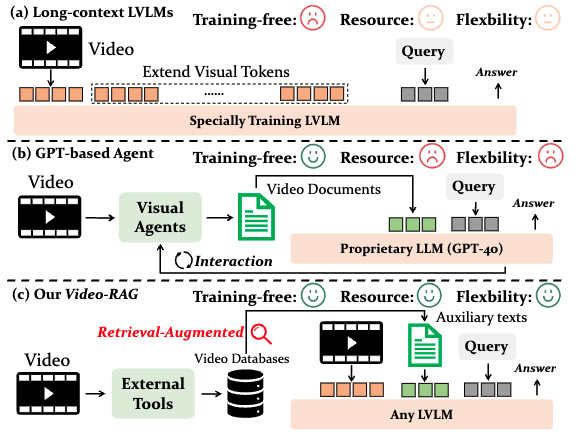 (a) Long-context LVLMs
Training-free:
Resource:
Flexbility:
Video
Query
Extend Visual Tokens
Answer
......
Specially Training LVLM
(b) GPT-based Agent
Training-free:
Resource:
Flexbility:
Video
Video Documents
Query
Visual
Agents
Answer
Interaction
Proprietary LLM (GPT-4o)
(c) Our Video-RAG
Training-free:
Resource:
Flexbility:
Retrieval-Augmented
Auxiliary texts
Video
Video Databases
Query
External
Tools
Answer
Any LVLM